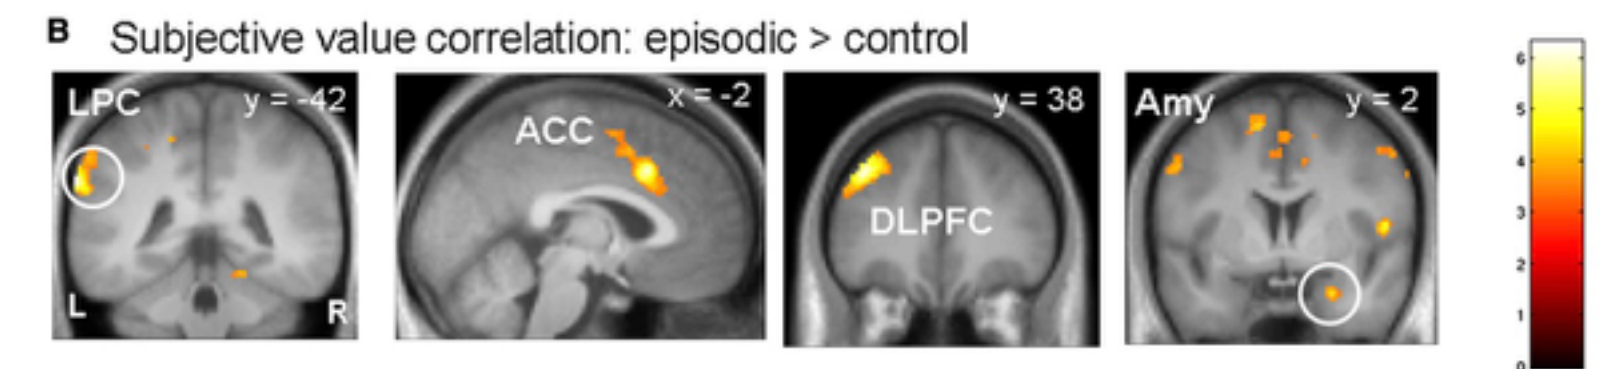 B Subjective value correlation: episodic > control
LPC y = -42
L R
ACC x = -2
DLPFC y = 38
Amy y = 2
6
5
4
3
2
1
0